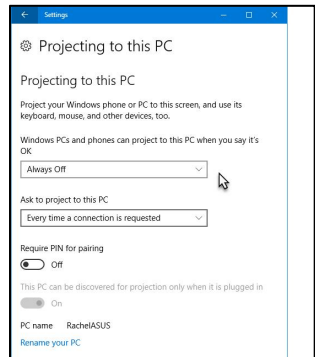 Settings
Projecting to this PC
Projecting to this PC
Project your Windows phone or PC to this screen, and use its
keyboard, mouse, and other devices, too.
Windows PCs and phones can project to this PC when you say it's
OK
Always Off
Ask to project to this PC
Every time a connection is requested
Require PIN for pairing
Off
This PC can be discovered for projection only when it is plugged in
On
PC name RachelASUS
Rename your PC